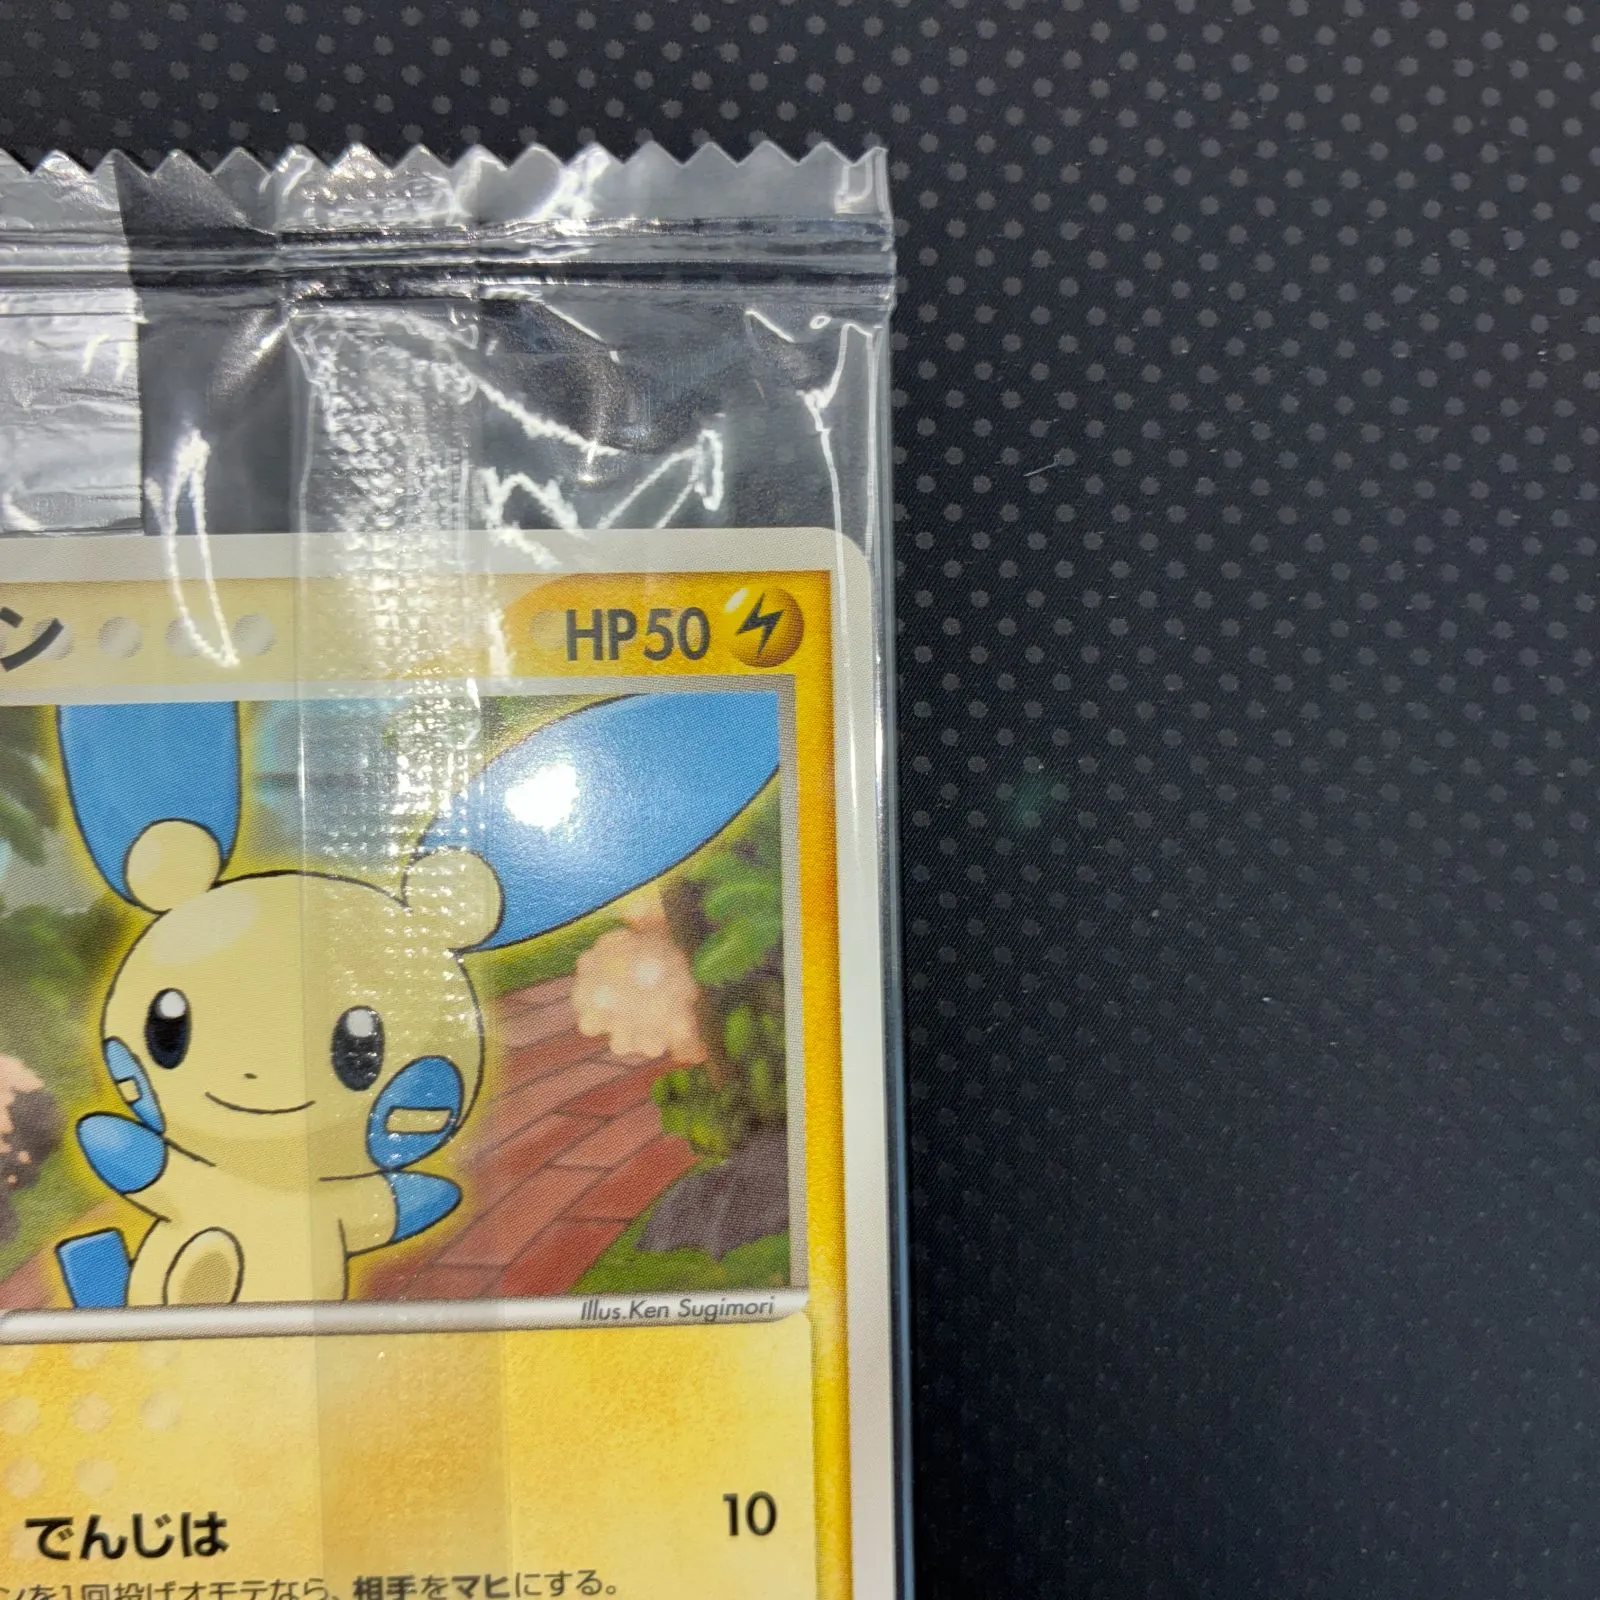 ン
HP50
Illus.Ken Sugimori
でんじは 10
ンを1回投げオモテなら、相手をマヒにする。